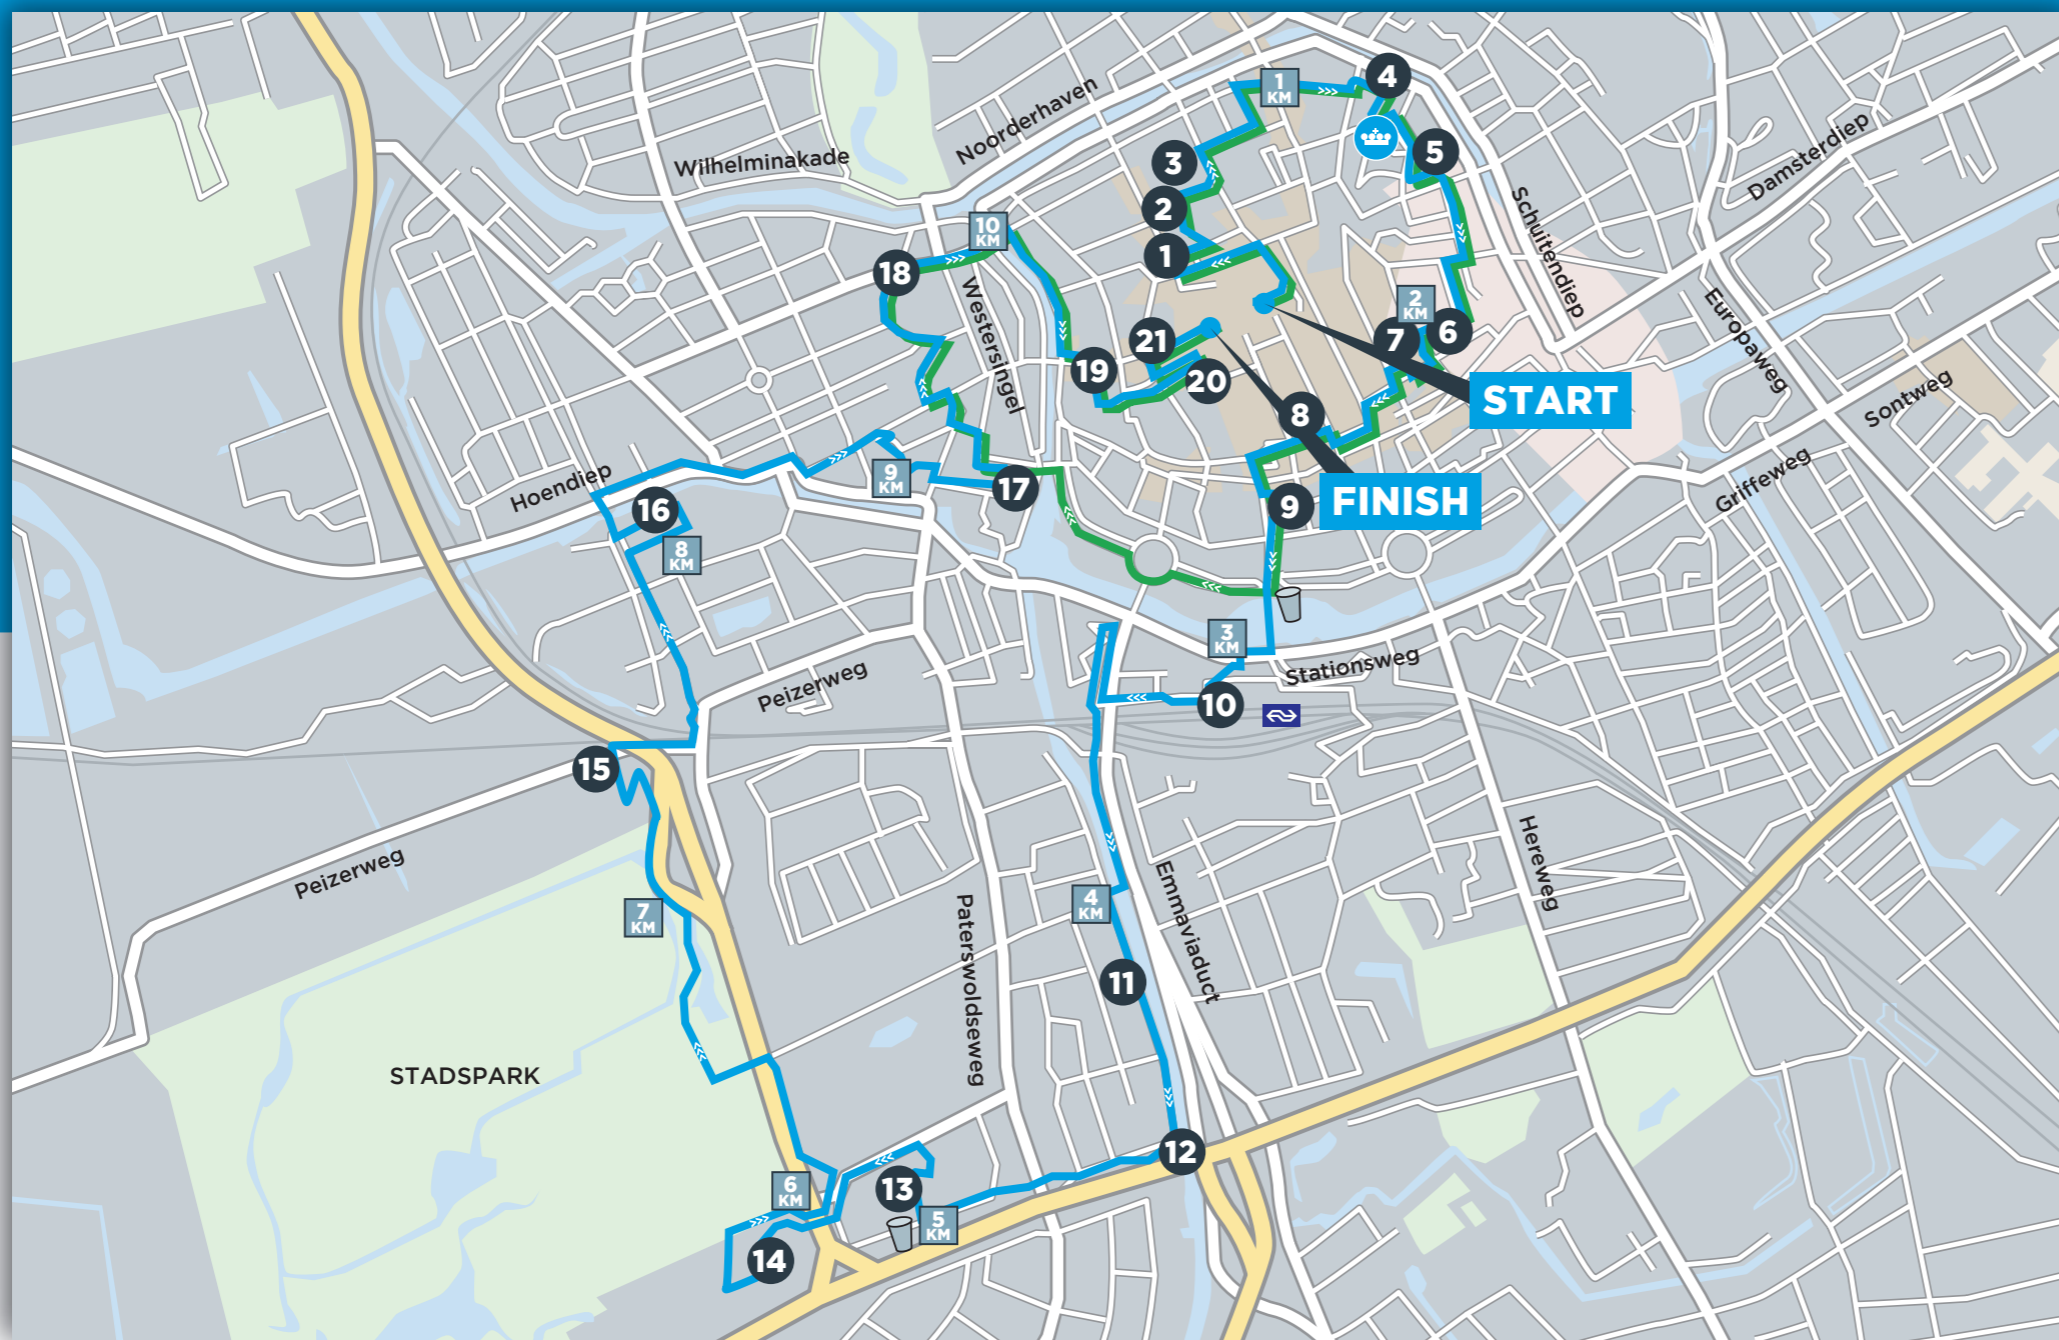 1
KM
4
Noorderhaven
5
3
Wilhelminakade
Damsterdiep
2
Schuitendiep
10
KM
1
18
Westersingel
2
KM
Europaweg
7
6
21
19
20
START
Sontweg
8
Hoendiep
9
KM
17
FINISH
Griffeweg
16
9
8
KM
3
KM
Stationsweg
Peizerweg
10
15
Peizerweg
7
KM
4
KM
Emmaviaduct
Hereweg
Paterswoldseweg
11
STADSPARK
12
6
KM
13
5
KM
14